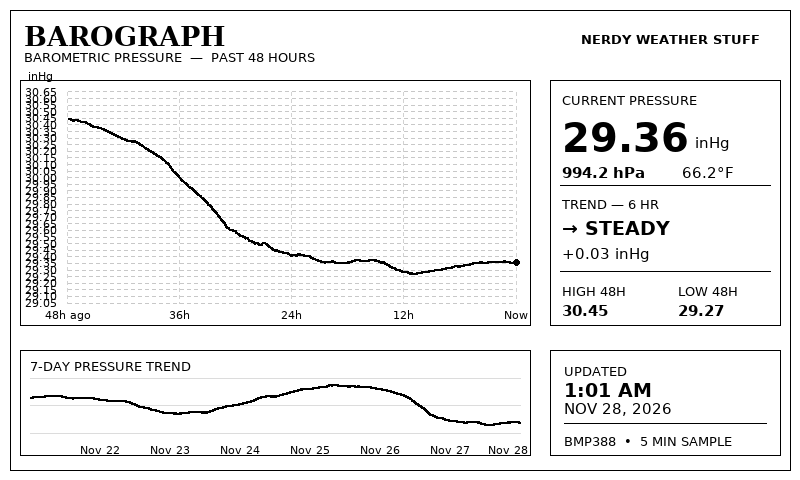 BAROGRAPH
BAROMETRIC PRESSURE — PAST 48 HOURS
NERDY WEATHER STUFF
inHg
30.65
30.60
30.55
30.50
30.45
30.40
30.35
30.30
30.25
30.20
30.15
30.10
30.05
30.00
29.95
29.90
29.85
29.80
29.75
29.70
29.65
29.60
29.55
29.50
29.45
29.40
29.35
29.30
29.25
29.20
29.15
29.10
29.05
48h ago 36h 24h 12h Now
CURRENT PRESSURE
29.36 inHg
994.2 hPa 66.2°F
TREND — 6 HR
→ STEADY
+0.03 inHg
HIGH 48H LOW 48H
30.45 29.27
7-DAY PRESSURE TREND
Nov 22 Nov 23 Nov 24 Nov 25 Nov 26 Nov 27 Nov 28
UPDATED
1:01 AM
NOV 28, 2026
BMP388 • 5 MIN SAMPLE